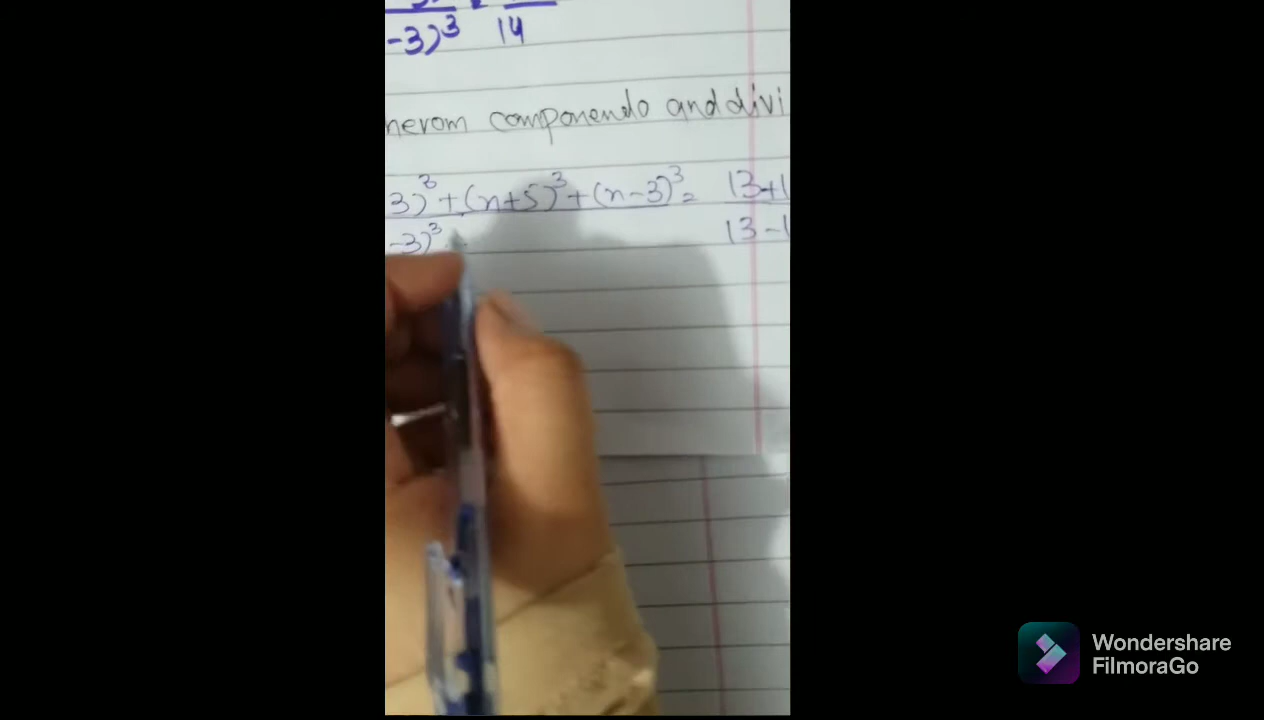 -3)³ 14
nerom componendo and divi
3)³+(n+5)³+(n-3)³= 13+1
-3)³ 13-1
Wondershare
FilmoraGo